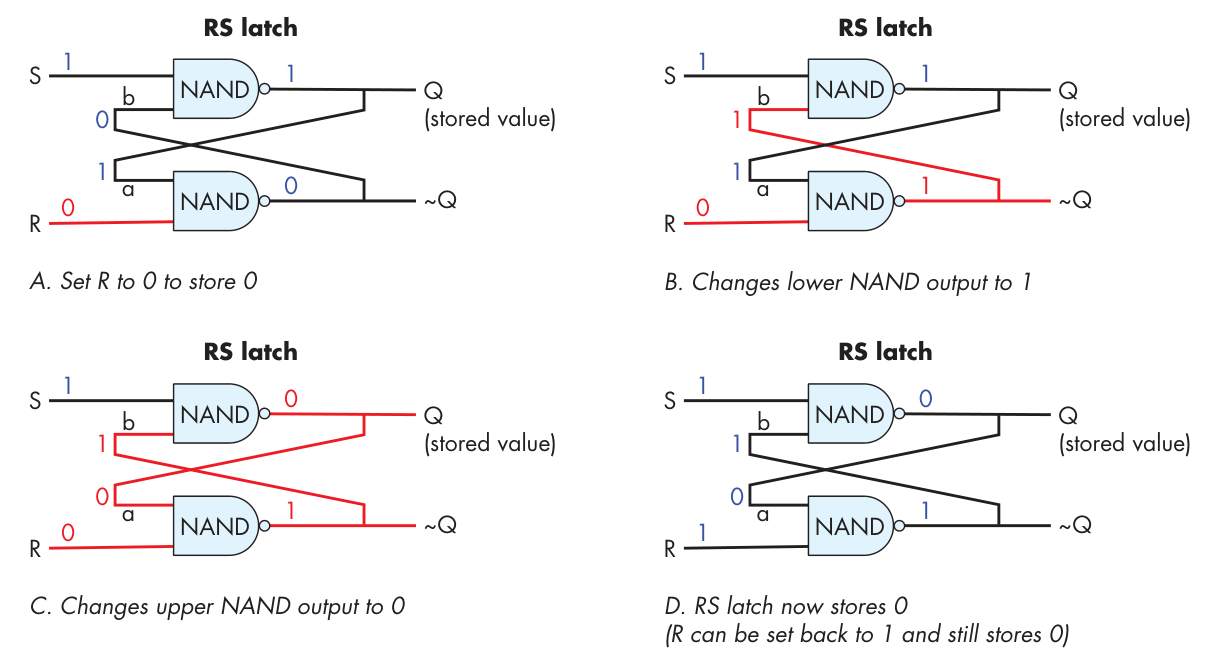 RS latch
S 1 NAND 1 Q
b
(stored value)
0
1
a
NAND 0 ~Q
R 0
A. Set R to 0 to store 0
RS latch
S 1 NAND 1 Q
b
(stored value)
1
1
a
NAND 1 ~Q
R 0
B. Changes lower NAND output to 1
RS latch
S 1 NAND 0 Q
b
(stored value)
1
0
a
NAND 1 ~Q
R 0
C. Changes upper NAND output to 0
RS latch
S 1 NAND 0 Q
b
(stored value)
1
0
a
NAND 1 ~Q
R 1
D. RS latch now stores 0
(R can be set back to 1 and still stores 0)